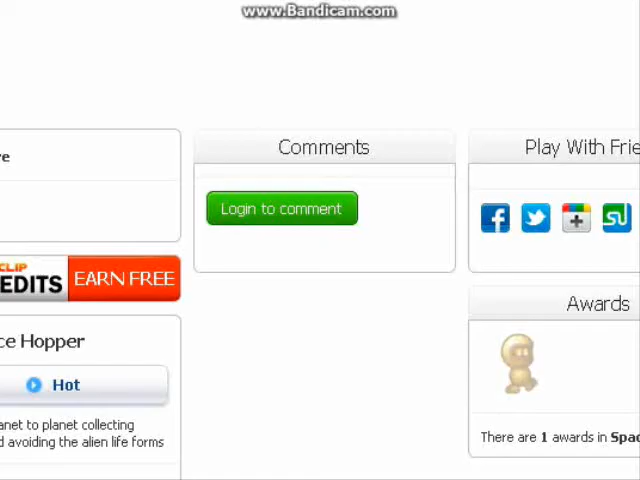 www.Bandicam.com
re
Comments
Login to comment
Play With Frie
CLIP
EDITS
EARN FREE
ce Hopper
Hot
anet to planet collecting
d avoiding the alien life forms
Awards
There are 1 awards in Spac